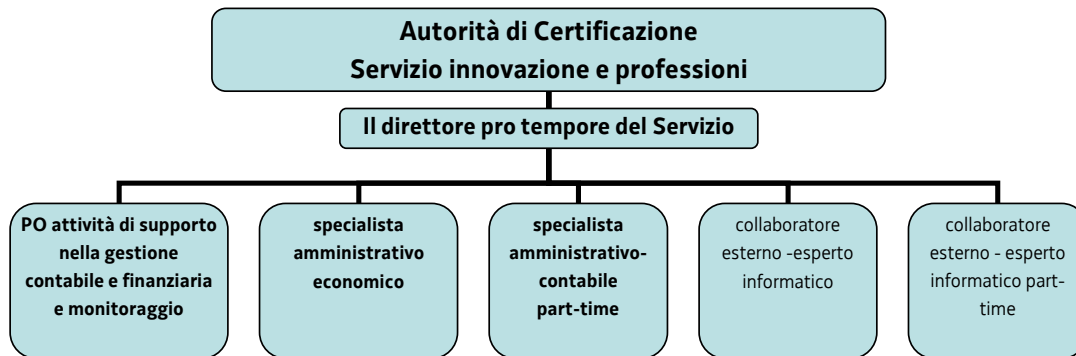 Autorità di Certificazione
Servizio innovazione e professioni
Il direttore pro tempore del Servizio
PO attività di supporto
nella gestione
contabile e finanziaria
e monitoraggio
specialista
amministrativo
economico
specialista
amministrativo-
contabile
part-time
collaboratore
esterno -esperto
informatico
collaboratore
esterno - esperto
informatico part-
time